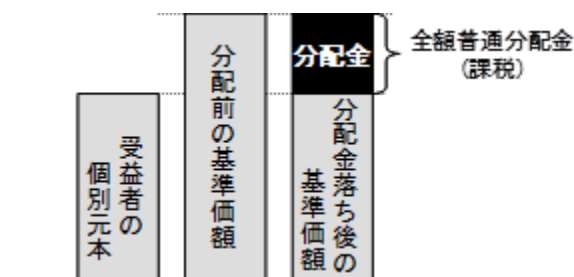 受益者の
個別元本
分配前の基準価額
分配金
分配金落ち後の
基準価額
全額普通分配金
(課税)